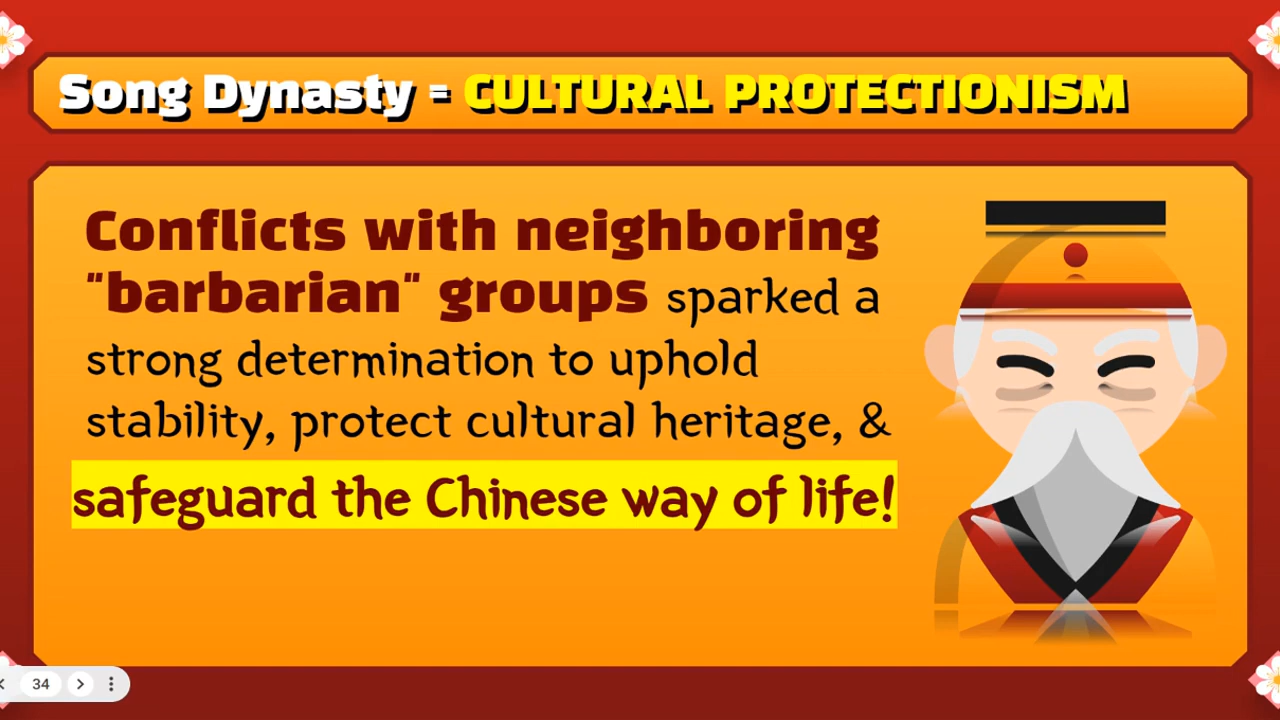 Song Dynasty = CULTURAL PROTECTIONISM
Conflicts with neighboring
"barbarian" groups sparked a
strong determination to uphold
stability, protect cultural heritage, &
safeguard the Chinese way of life!
34